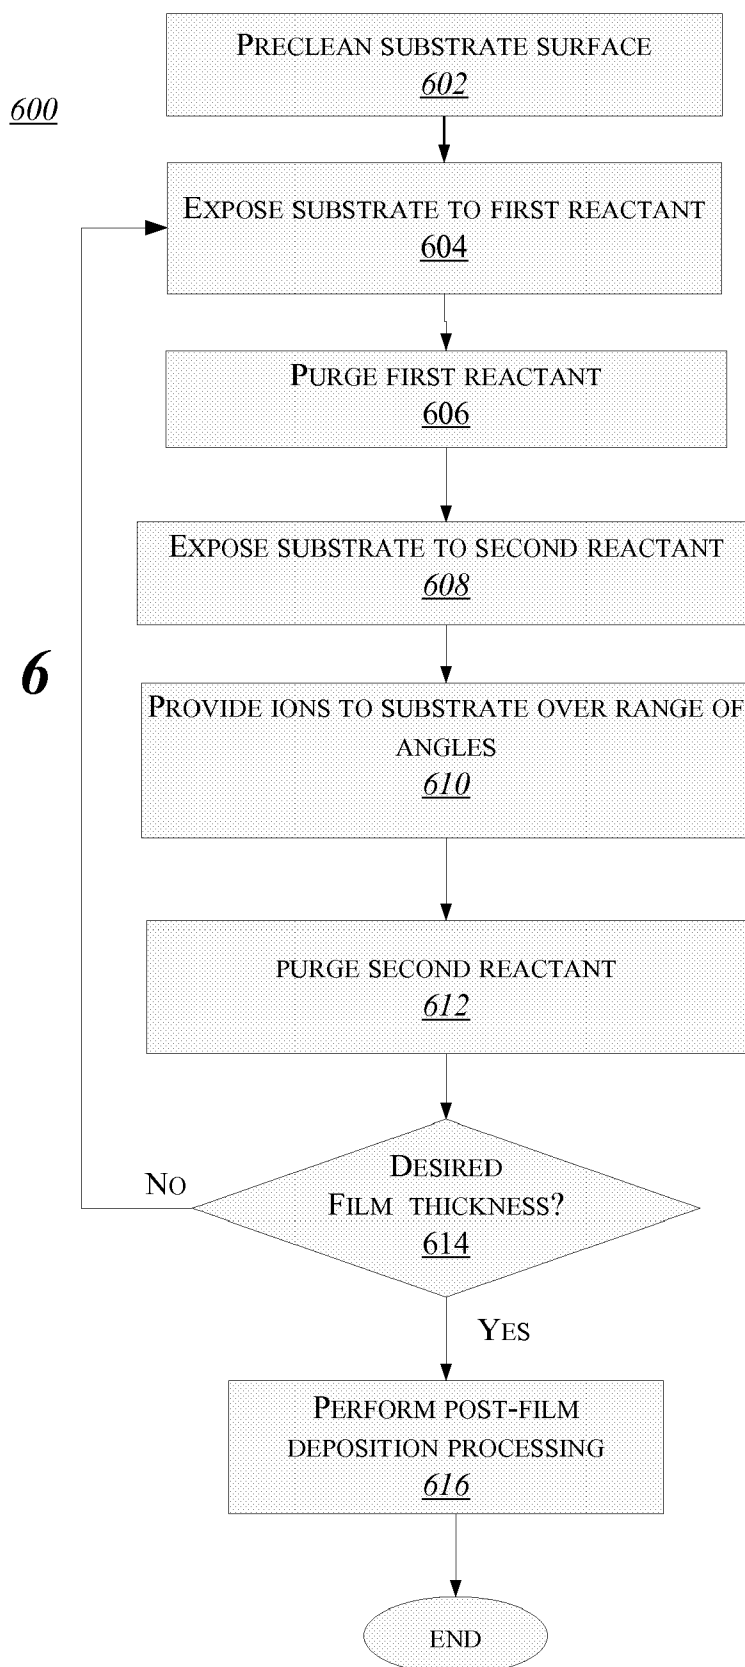 PRECLEAN SUBSTRATE SURFACE
602
600
EXPOSE SUBSTRATE TO FIRST REACTANT
604
PURGE FIRST REACTANT
606
EXPOSE SUBSTRATE TO SECOND REACTANT
608
6
PROVIDE IONS TO SUBSTRATE OVER RANGE OF
ANGLES
610
PURGE SECOND REACTANT
612
DESIRED
FILM THICKNESS?
614
NO
YES
PERFORM POST-FILM
DEPOSITION PROCESSING
616
END